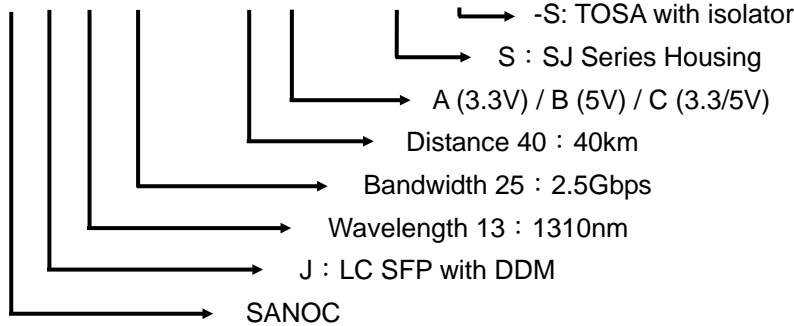 -S: TOSA with isolator
S：SJ Series Housing
A (3.3V) / B (5V) / C (3.3/5V)
Distance 40：40km
Bandwidth 25：2.5Gbps
Wavelength 13：1310nm
J：LC SFP with DDM
SANOC